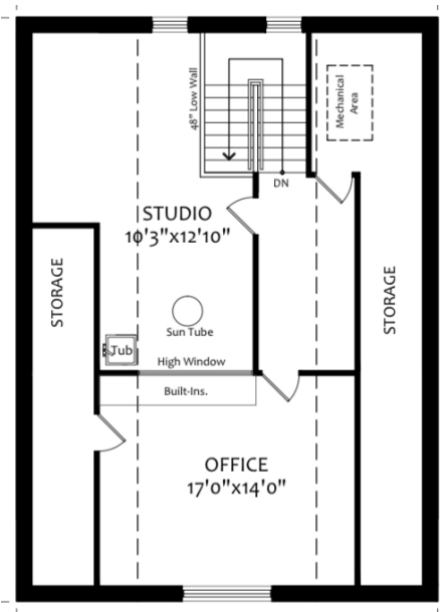 48" Low Wall
Mechanical
Area
DN
STUDIO
10'3"x12'10"
STORAGE
STORAGE
Sun Tube
Tub
High Window
Built-Ins.
OFFICE
17'0"x14'0"